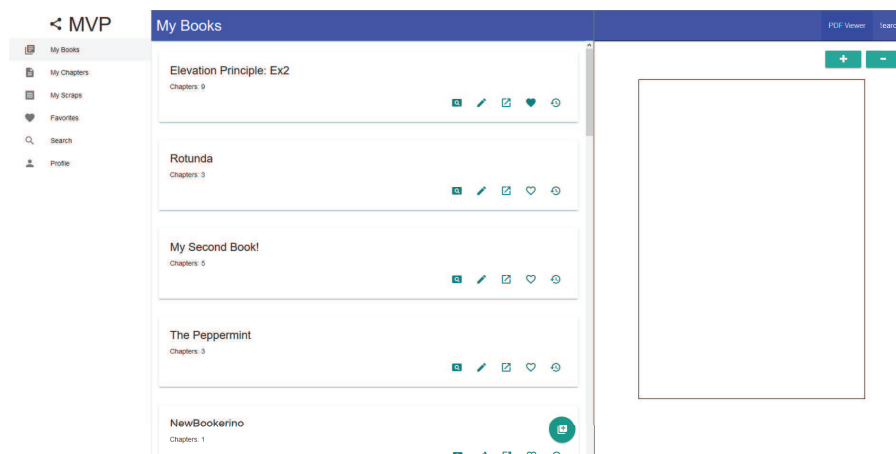 MVP
My Books
My Chapters
My Scraps
Favorites
Search
Profile
My Books
Elevation Principle: Ex2
Chapters: 9
Rotunda
Chapters: 3
My Second Book!
Chapters: 5
The Peppermint
Chapters: 3
NewBookerino
Chapters: 1
PDF Viewer
+
-